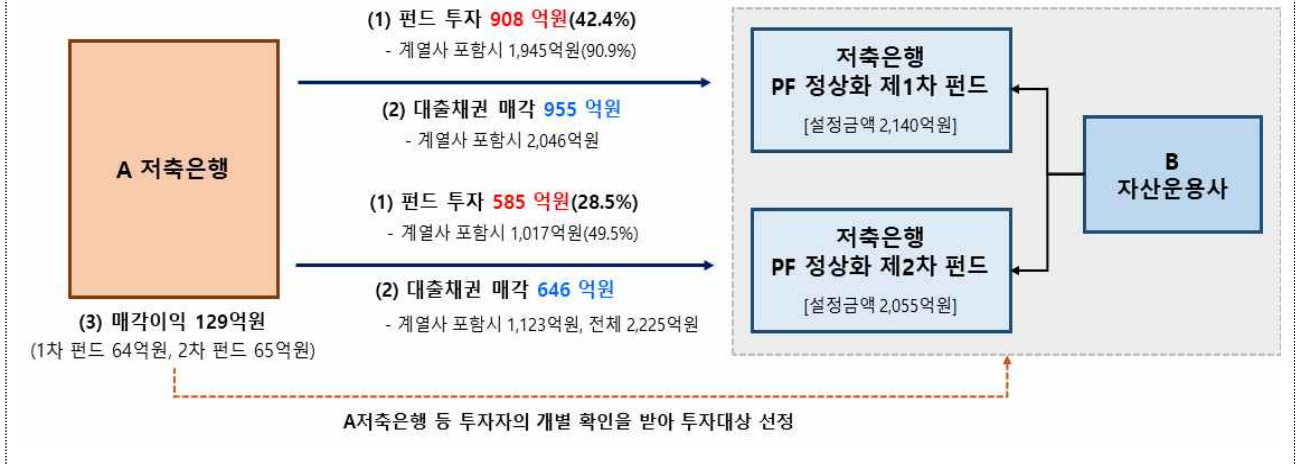 (1) 펀드 투자 908 억원(42.4%)
- 계열사 포함시 1,945억원(90.9%)
(2) 대출채권 매각 955 억원
- 계열사 포함시 2,046억원
A 저축은행
(1) 펀드 투자 585 억원(28.5%)
- 계열사 포함시 1,017억원(49.5%)
(2) 대출채권 매각 646 억원
- 계열사 포함시 1,123억원, 전체 2,225억원
저축은행
PF 정상화 제1차 펀드
[설정금액 2,140억원]
저축은행
PF 정상화 제2차 펀드
[설정금액 2,055억원]
B
자산운용사
(3) 매각이익 129억원
(1차 펀드 64억원, 2차 펀드 65억원)
A저축은행 등 투자자의 개별 확인을 받아 투자대상 선정